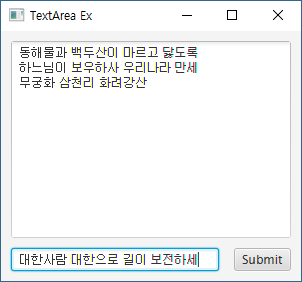 TextArea Ex
동해물과 백두산이 마르고 닳도록
하느님이 보우하사 우리나라 만세
무궁화 삼천리 화려강산
대한사람 대한으로 길이 보전하세
Submit